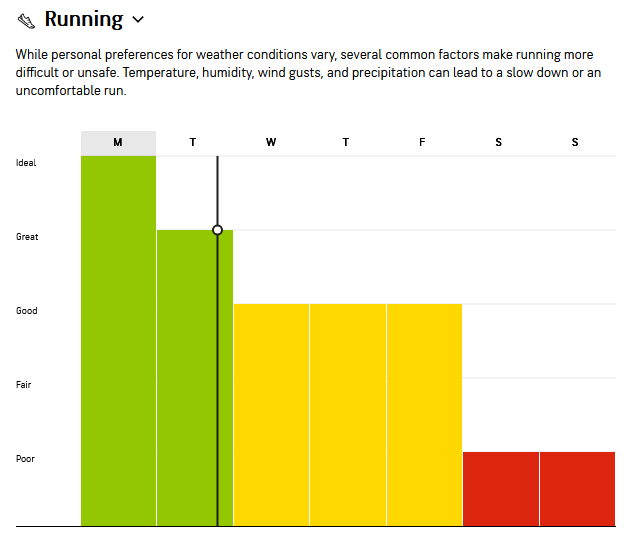 Running
While personal preferences for weather conditions vary, several common factors make running more
difficult or unsafe. Temperature, humidity, wind gusts, and precipitation can lead to a slow down or an
uncomfortable run.
M T W T F S S
Ideal
Great
Good
Fair
Poor